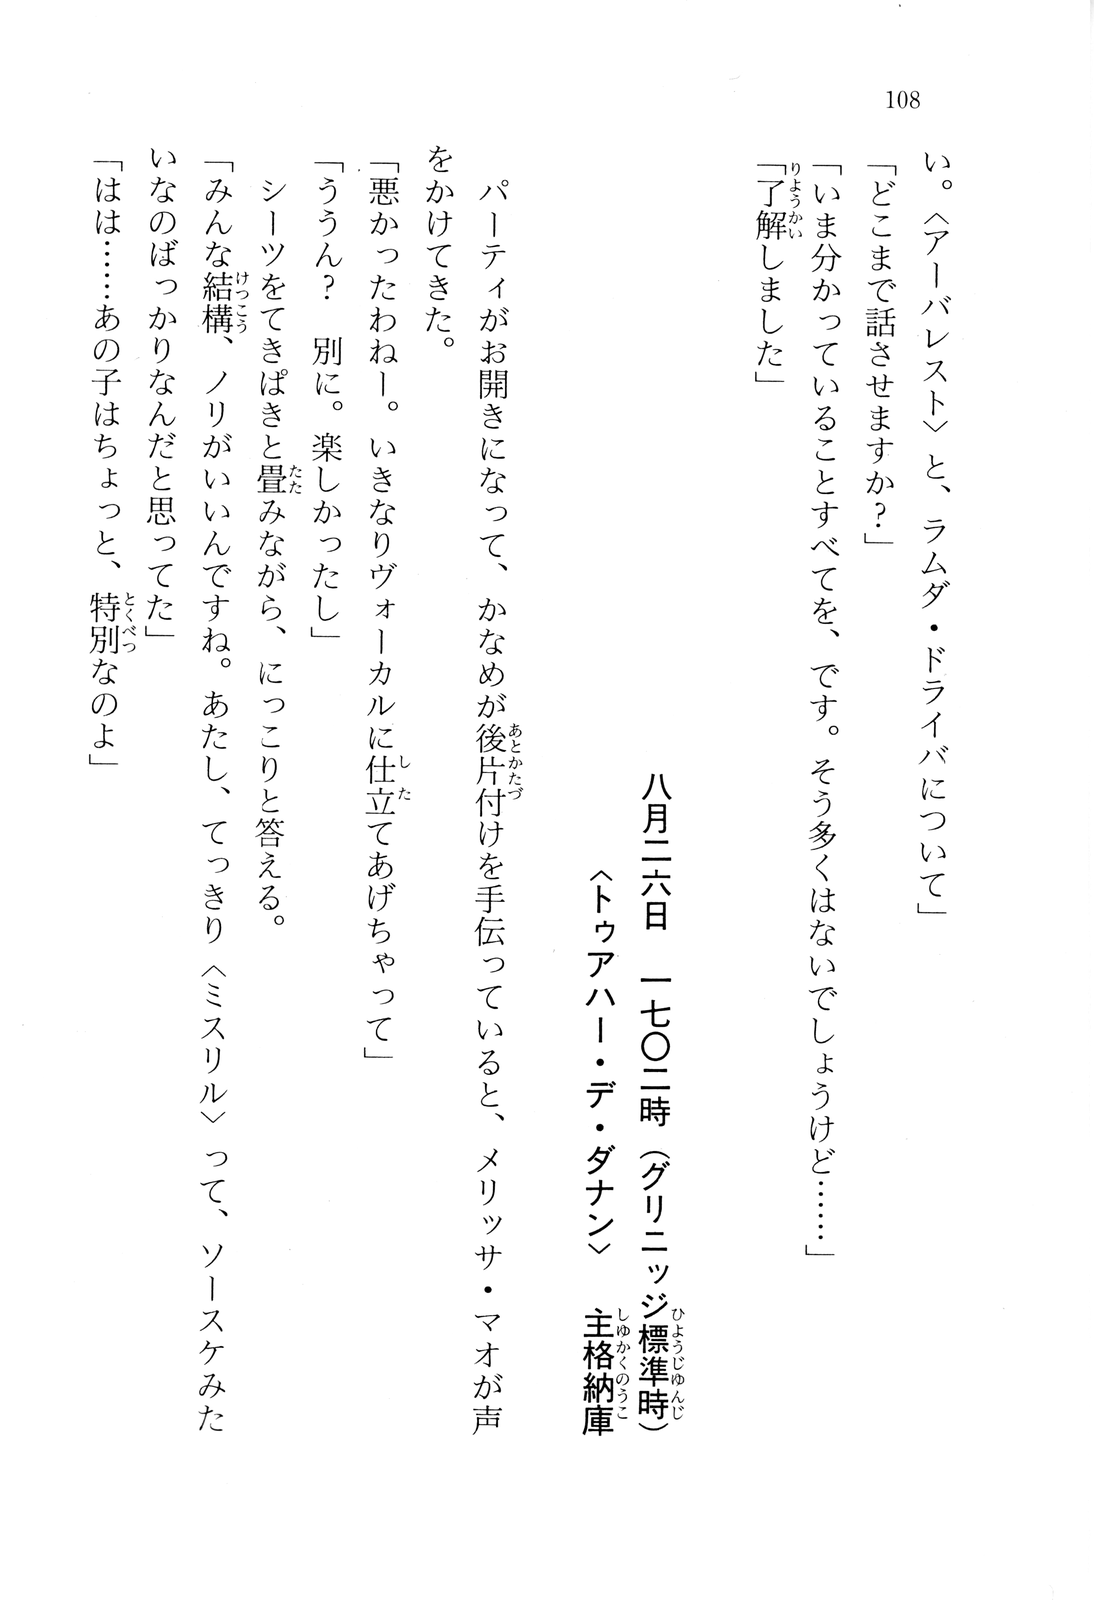 108
い。〈アーバレスト〉と、ラムダ・ドライバについて」
「どこまで話させますか?」
「いま分かっていることすべてを、です。そう多くはないでしょうけど……」
「了解しました」
八月二六日　一七〇二時（グリニッジ標準時）
〈トゥアハー・デ・ダナン〉　主格納庫
パーティがお開きになって、かなめが後片付けを手伝っていると、メリッサ・マオが声
をかけてきた。
「悪かったわねー。いきなりヴォーカルに仕立てあげちゃって」
「ううん?　別に。楽しかったし」
シーツをてきぱきと畳みながら、にっこりと答える。
「みんな結構、ノリがいいんですね。あたし、てっきり〈ミスリル〉って、ソースケみた
いなのばっかりなんだと思ってた」
「はは……あの子はちょっと、特別なのよ」